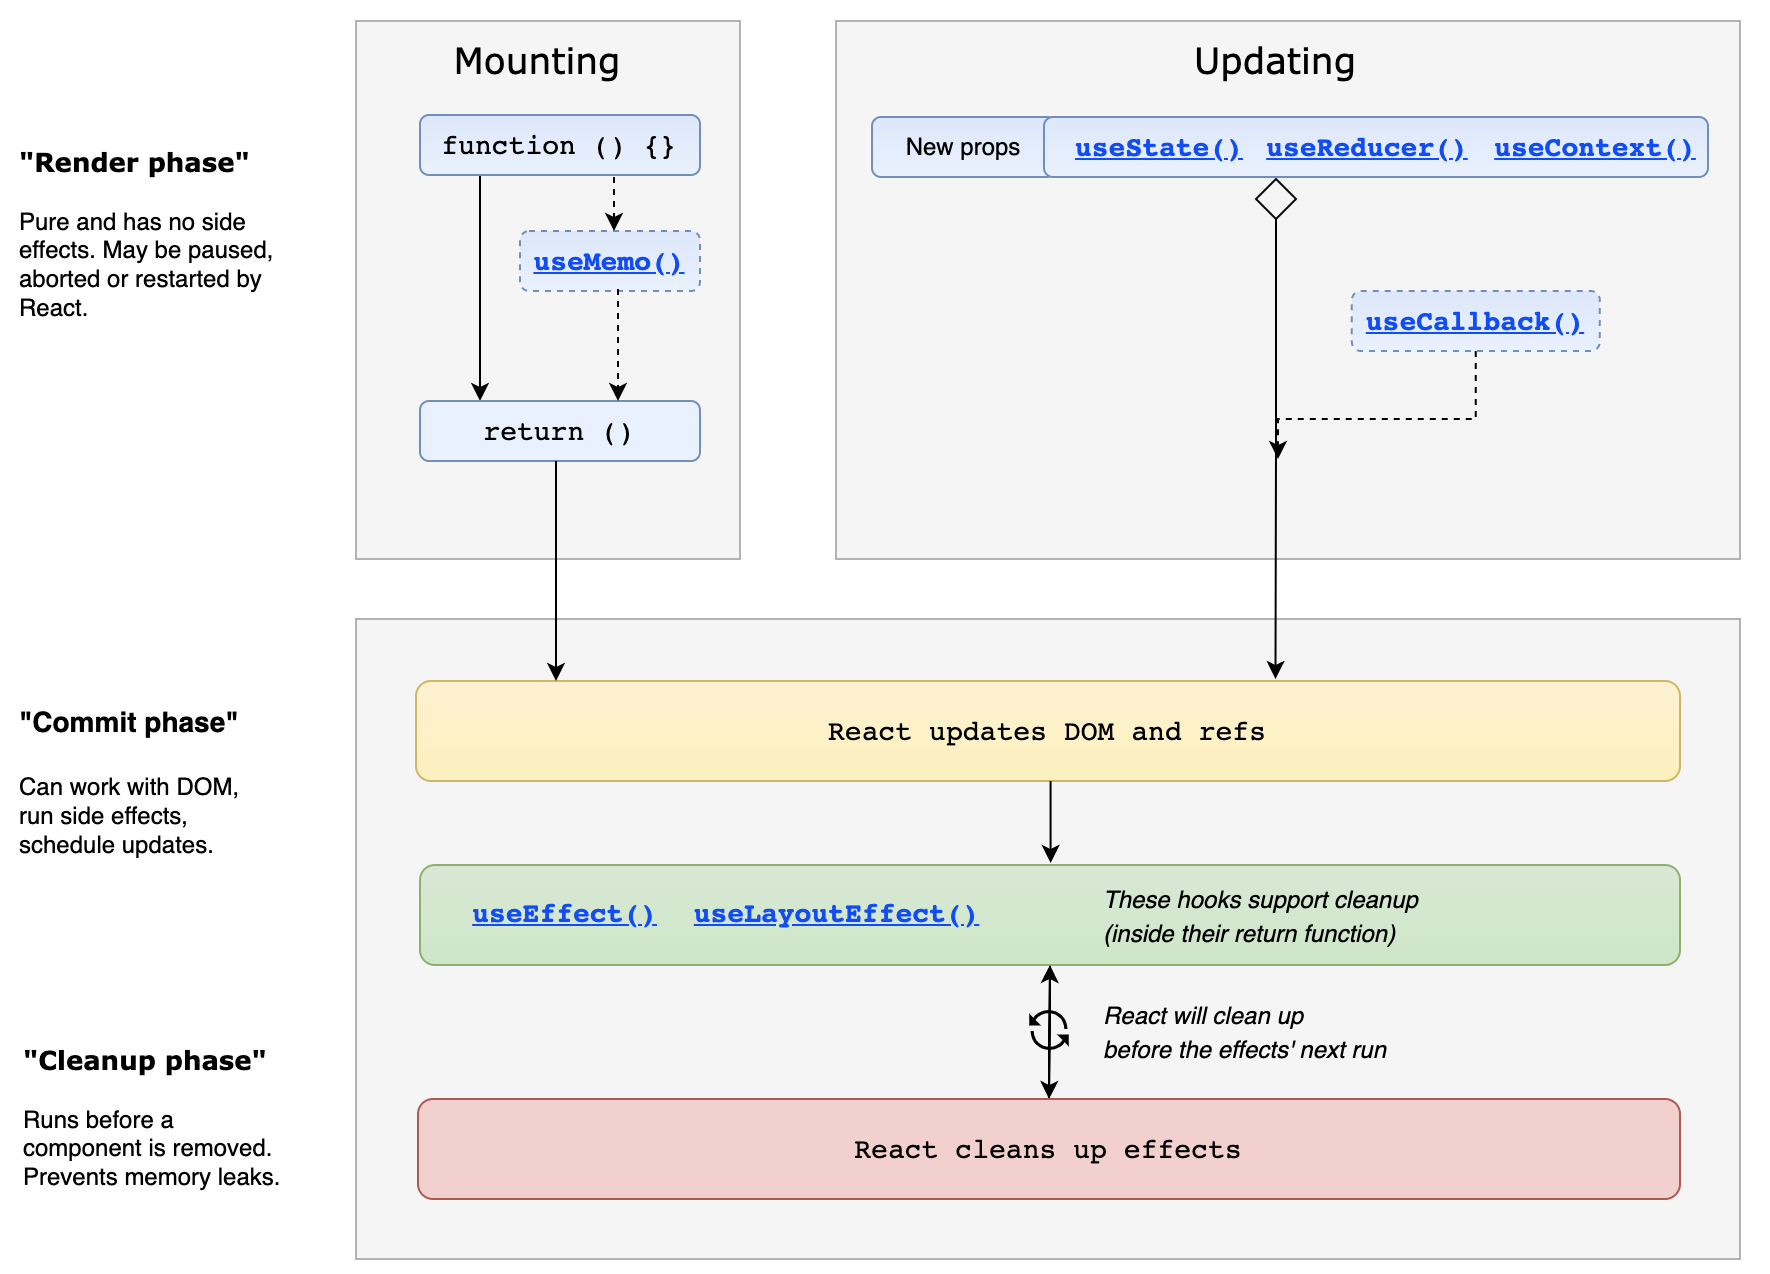 Mounting
Updating
function () {}
New props
useState() useReducer() useContext()
"Render phase"
Pure and has no side
effects. May be paused,
aborted or restarted by
React.
useMemo()
useCallback()
return ()
"Commit phase"
Can work with DOM,
run side effects,
schedule updates.
React updates DOM and refs
useEffect() useLayoutEffect()
These hooks support cleanup
(inside their return function)
React will clean up
before the effects' next run
"Cleanup phase"
Runs before a
component is removed.
Prevents memory leaks.
React cleans up effects